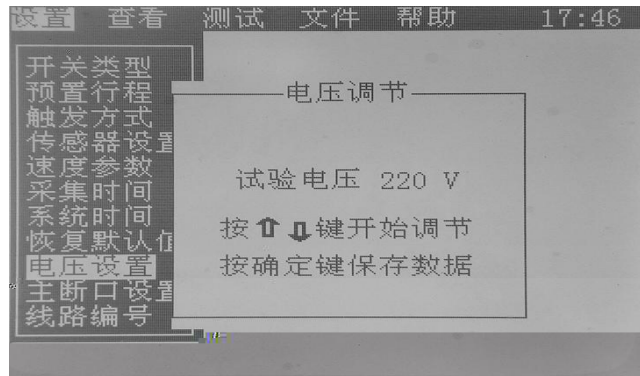 设置 查看 测试 文件 帮助 17:46
开关类型
预置行程
触发方式
传感器设置
速度参数
采集时间
系统时间
恢复默认值
电压设置
主断口设置
线路编号
电压调节
试验电压 220 V
按⇧⇩键开始调节
按确定键保存数据